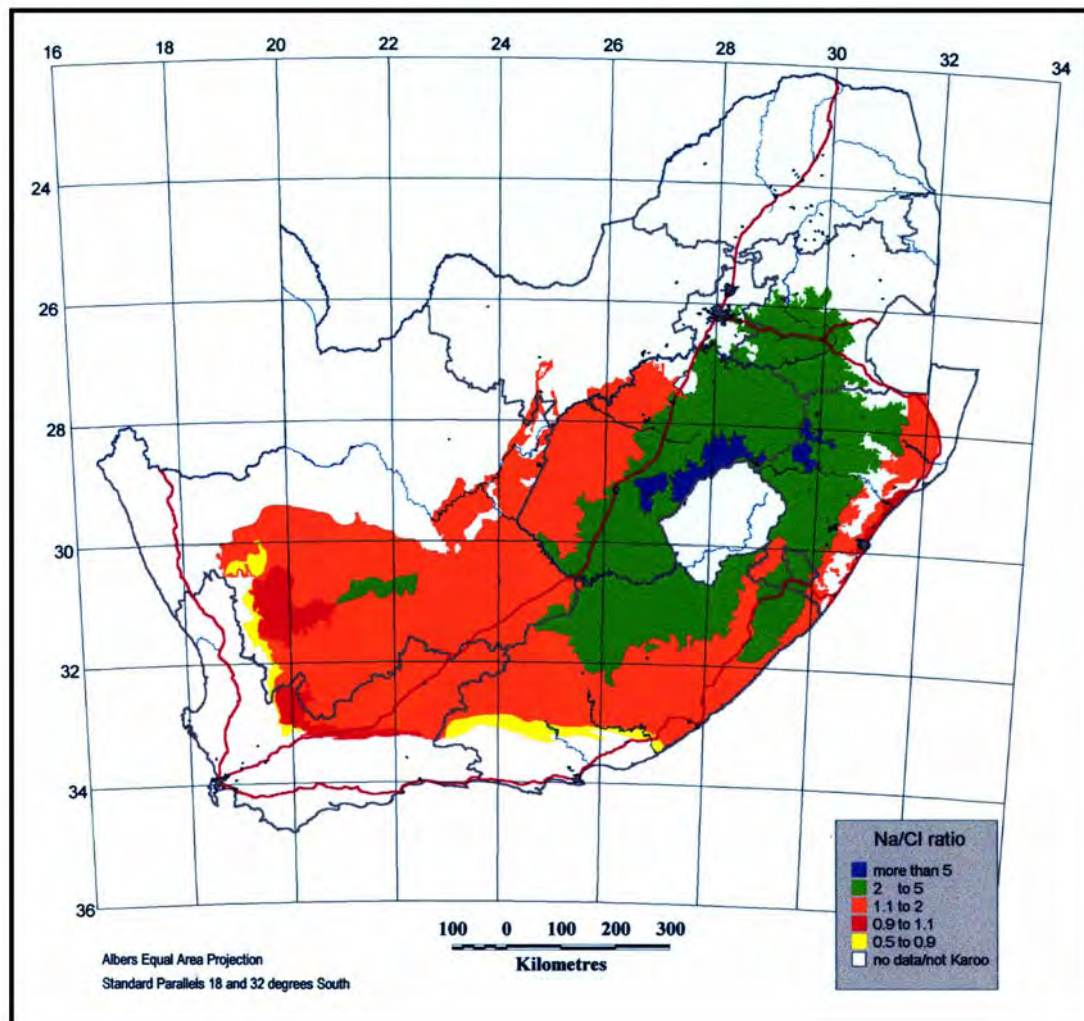 16
18
20
22
24
26
28
30
32
34
24
26
28
30
32
34
36
Na/Cl ratio
more than 5
2 to 5
1.1 to 2
0.9 to 1.1
0.5 to 0.9
no data/not Karoo
100 0 100 200 300
Kilometres
Albers Equal Area Projection
Standard Parallels 18 and 32 degrees South